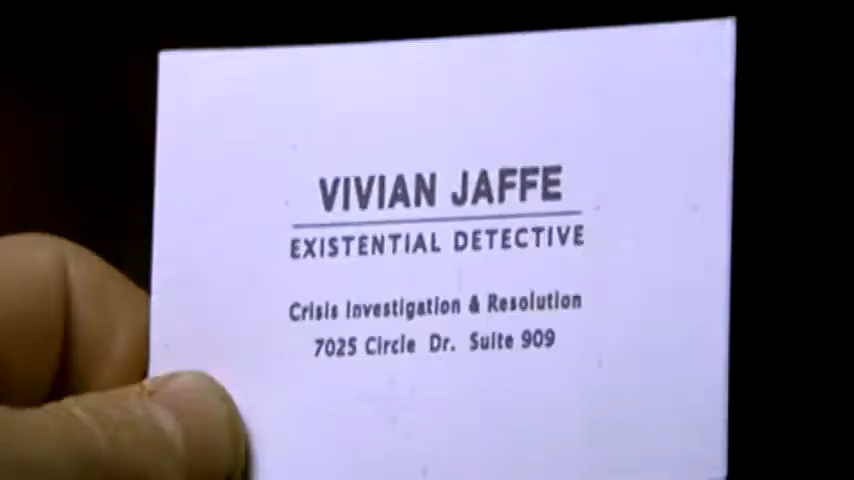 VIVIAN JAFFE
EXISTENTIAL DETECTIVE
Crisis Investigation & Resolution
7025 Circle Dr. Suite 909